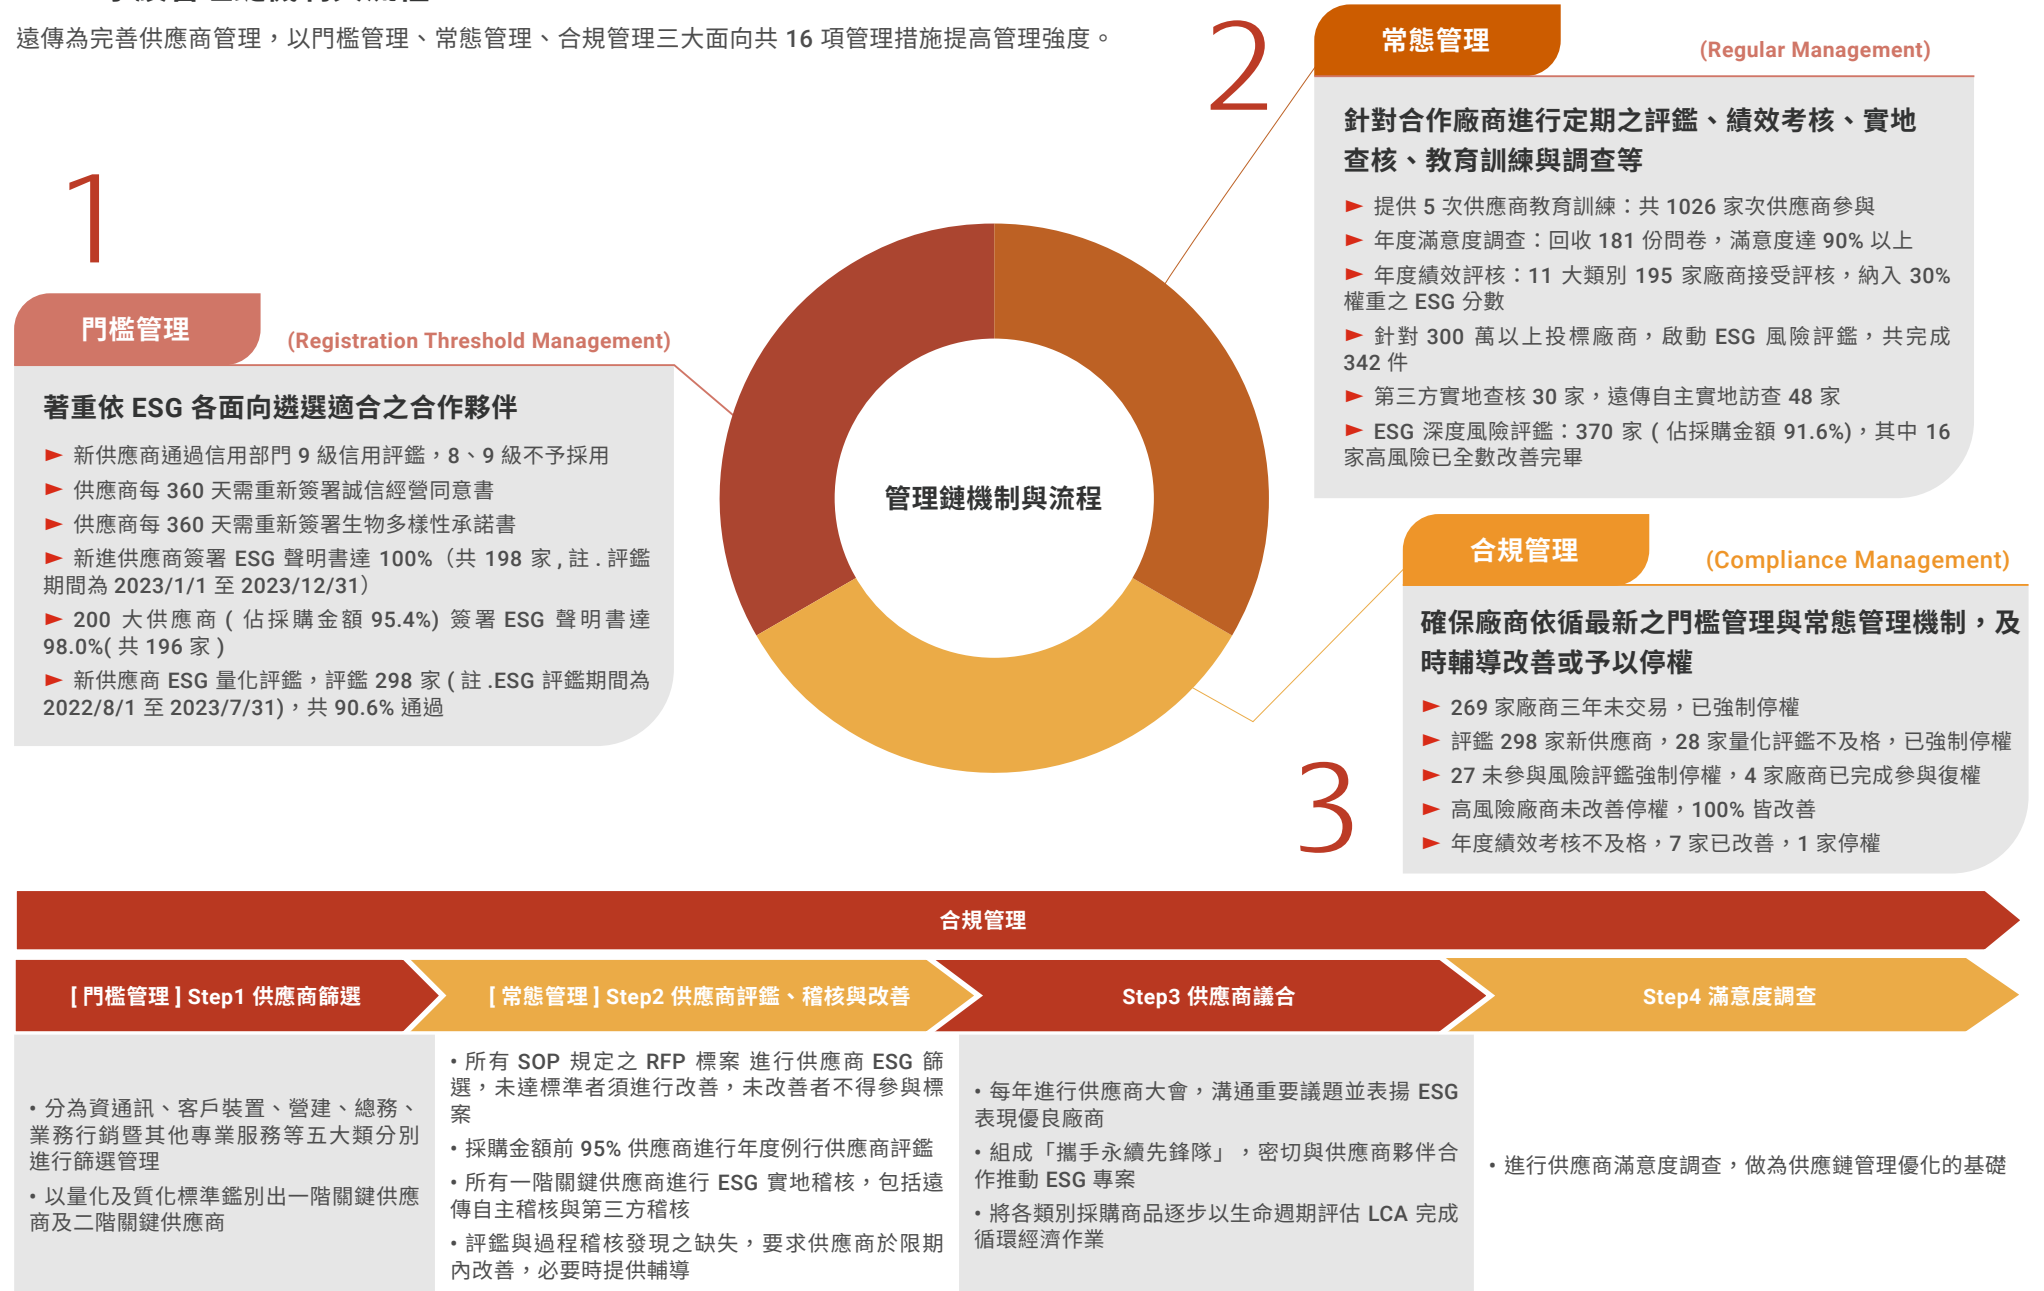 遠傳為完善供應商管理，以門檻管理、常態管理、合規管理三大面向共 16 項管理措施提高管理強度。
1
門檻管理
(Registration Threshold Management)
著重依 ESG 各面向遴選適合之合作夥伴
► 新供應商通過信用部門 9 級信用評鑑，8、9 級不予採用
► 供應商每 360 天需重新簽署誠信經營同意書
► 供應商每 360 天需重新簽署生物多樣性承諾書
► 新進供應商簽署 ESG 聲明書達 100%（共 198 家 , 註 . 評鑑
期間為 2023/1/1 至 2023/12/31）
► 200 大供應商 ( 佔採購金額 95.4%) 簽署 ESG 聲明書達
98.0%( 共 196 家 )
► 新供應商 ESG 量化評鑑，評鑑 298 家 ( 註 .ESG 評鑑期間為
2022/8/1 至 2023/7/31)，共 90.6% 通過
管理鏈機制與流程
2
常態管理
(Regular Management)
針對合作廠商進行定期之評鑑、績效考核、實地
查核、教育訓練與調查等
► 提供 5 次供應商教育訓練：共 1026 家次供應商參與
► 年度滿意度調查：回收 181 份問卷，滿意度達 90% 以上
► 年度績效評核：11 大類別 195 家廠商接受評核，納入 30%
權重之 ESG 分數
► 針對 300 萬以上投標廠商，啟動 ESG 風險評鑑，共完成
342 件
► 第三方實地查核 30 家，遠傳自主實地訪查 48 家
► ESG 深度風險評鑑：370 家 ( 佔採購金額 91.6%)，其中 16
家高風險已全數改善完畢
3
合規管理
(Compliance Management)
確保廠商依循最新之門檻管理與常態管理機制，及
時輔導改善或予以停權
► 269 家廠商三年未交易，已強制停權
► 評鑑 298 家新供應商，28 家量化評鑑不及格，已強制停權
► 27 未參與風險評鑑強制停權，4 家廠商已完成參與復權
► 高風險廠商未改善停權，100% 皆改善
► 年度績效考核不及格，7 家已改善，1 家停權
合規管理
[ 門檻管理 ] Step1 供應商篩選
[ 常態管理 ] Step2 供應商評鑑、稽核與改善
Step3 供應商議合
Step4 滿意度調查
• 分為資通訊、客戶裝置、營建、總務、
業務行銷暨其他專業服務等五大類分別
進行篩選管理
• 以量化及質化標準鑑別出一階關鍵供應
商及二階關鍵供應商
• 所有 SOP 規定之 RFP 標案 進行供應商 ESG 篩
選，未達標準者須進行改善，未改善者不得參與標
案
• 採購金額前 95% 供應商進行年度例行供應商評鑑
• 所有一階關鍵供應商進行 ESG 實地稽核，包括遠
傳自主稽核與第三方稽核
• 評鑑與過程稽核發現之缺失，要求供應商於限期
內改善，必要時提供輔導
• 每年進行供應商大會，溝通重要議題並表揚 ESG
表現優良廠商
• 組成「攜手永續先鋒隊」，密切與供應商夥伴合
作推動 ESG 專案
• 將各類別採購商品逐步以生命週期評估 LCA 完成
循環經濟作業
• 進行供應商滿意度調查，做為供應鏈管理優化的基礎